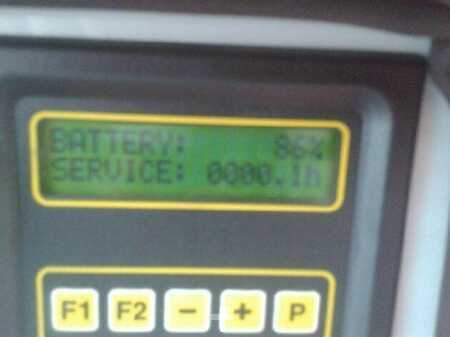 BATTERY: 86%
SERVICE: 0000.1h
F1 F2 - + P